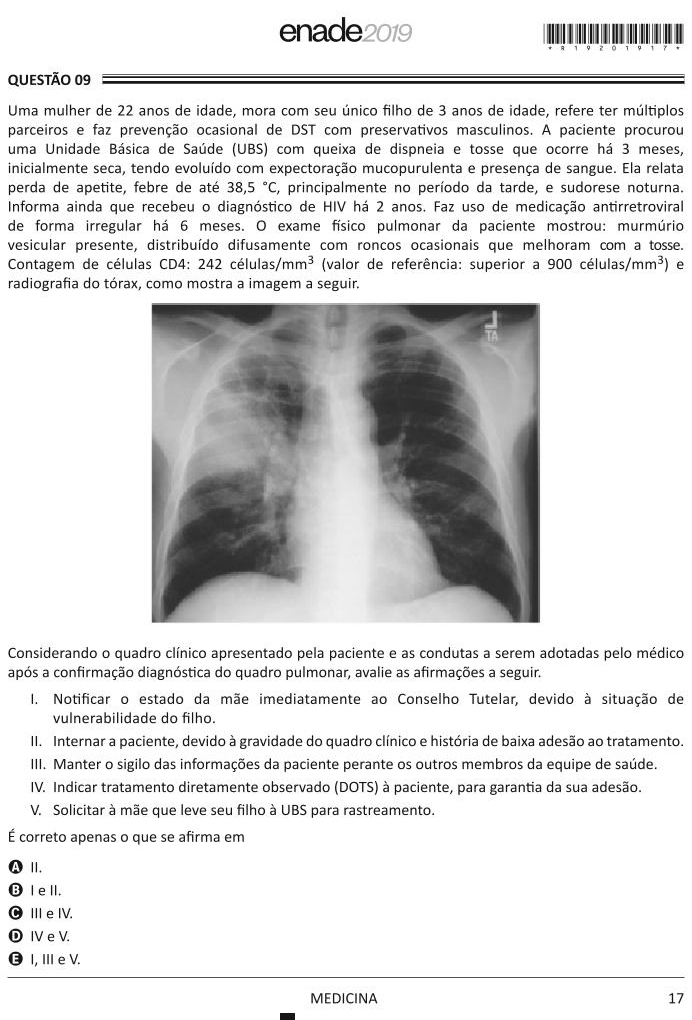 enade2019
* R 1 9 2 0 1 9 1 7 *
QUESTÃO 09
Uma mulher de 22 anos de idade, mora com seu único filho de 3 anos de idade, refere ter múltiplos
parceiros e faz prevenção ocasional de DST com preservativos masculinos. A paciente procurou
uma Unidade Básica de Saúde (UBS) com queixa de dispneia e tosse que ocorre há 3 meses,
inicialmente seca, tendo evoluído com expectoração mucopurulenta e presença de sangue. Ela relata
perda de apetite, febre de até 38,5 °C, principalmente no período da tarde, e sudorese noturna.
Informa ainda que recebeu o diagnóstico de HIV há 2 anos. Faz uso de medicação antirretroviral
de forma irregular há 6 meses. O exame físico pulmonar da paciente mostrou: murmúrio
vesicular presente, distribuído difusamente com roncos ocasionais que melhoram com a tosse.
Contagem de células CD4: 242 células/mm³ (valor de referência: superior a 900 células/mm³) e
radiografia do tórax, como mostra a imagem a seguir.
L
TA
Considerando o quadro clínico apresentado pela paciente e as condutas a serem adotadas pelo médico
após a confirmação diagnóstica do quadro pulmonar, avalie as afirmações a seguir.
I. Notificar o estado da mãe imediatamente ao Conselho Tutelar, devido à situação de
vulnerabilidade do filho.
II. Internar a paciente, devido à gravidade do quadro clínico e história de baixa adesão ao tratamento.
III. Manter o sigilo das informações da paciente perante os outros membros da equipe de saúde.
IV. Indicar tratamento diretamente observado (DOTS) à paciente, para garantia da sua adesão.
V. Solicitar à mãe que leve seu filho à UBS para rastreamento.
É correto apenas o que se afirma em
A II.
B I e II.
C III e IV.
D IV e V.
E I, III e V.
MEDICINA
17